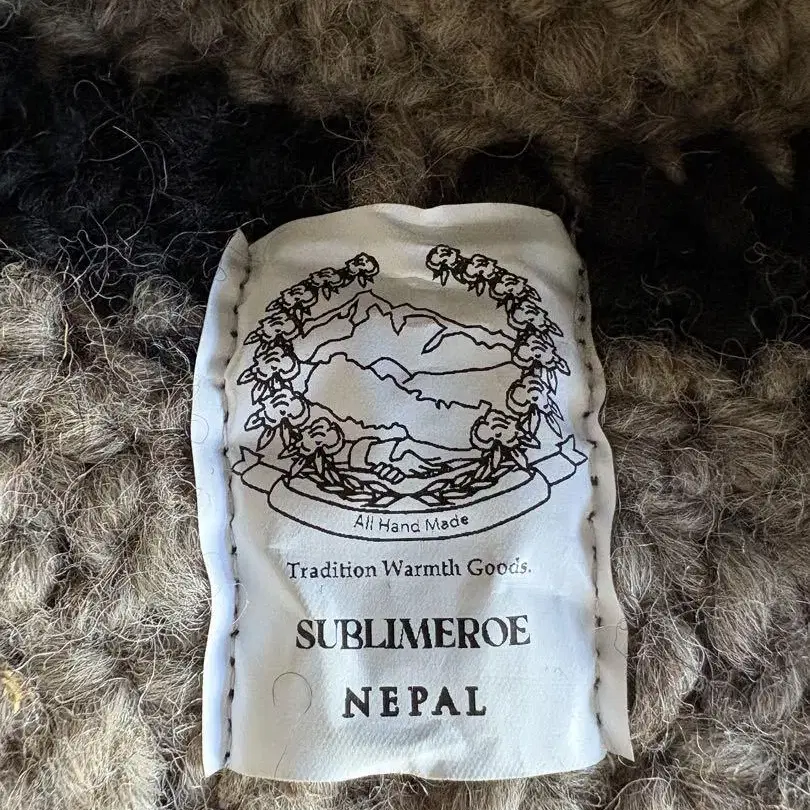 All Hand Made
Tradition Warmth Goods.
SUBLIMEROE
NEPAL